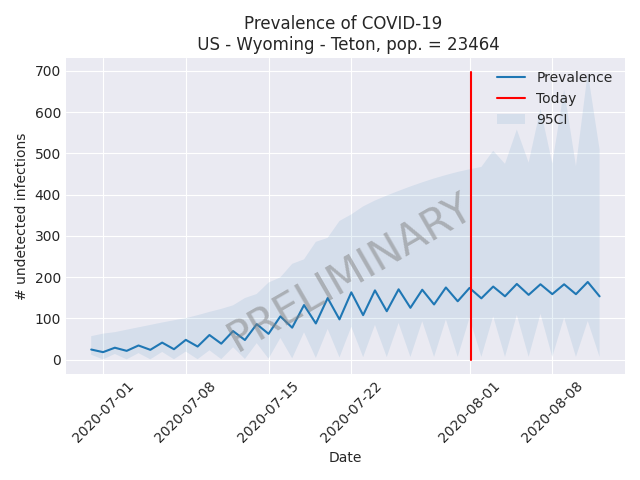 Prevalence of COVID-19
US - Wyoming - Teton, pop. = 23464
700
600
500
400
300
200
100
0
# undetected infections
Prevalence
Today
95CI
PRELIMINARY
2020-07-01
2020-07-08
2020-07-15
2020-07-22
2020-08-01
2020-08-08
Date